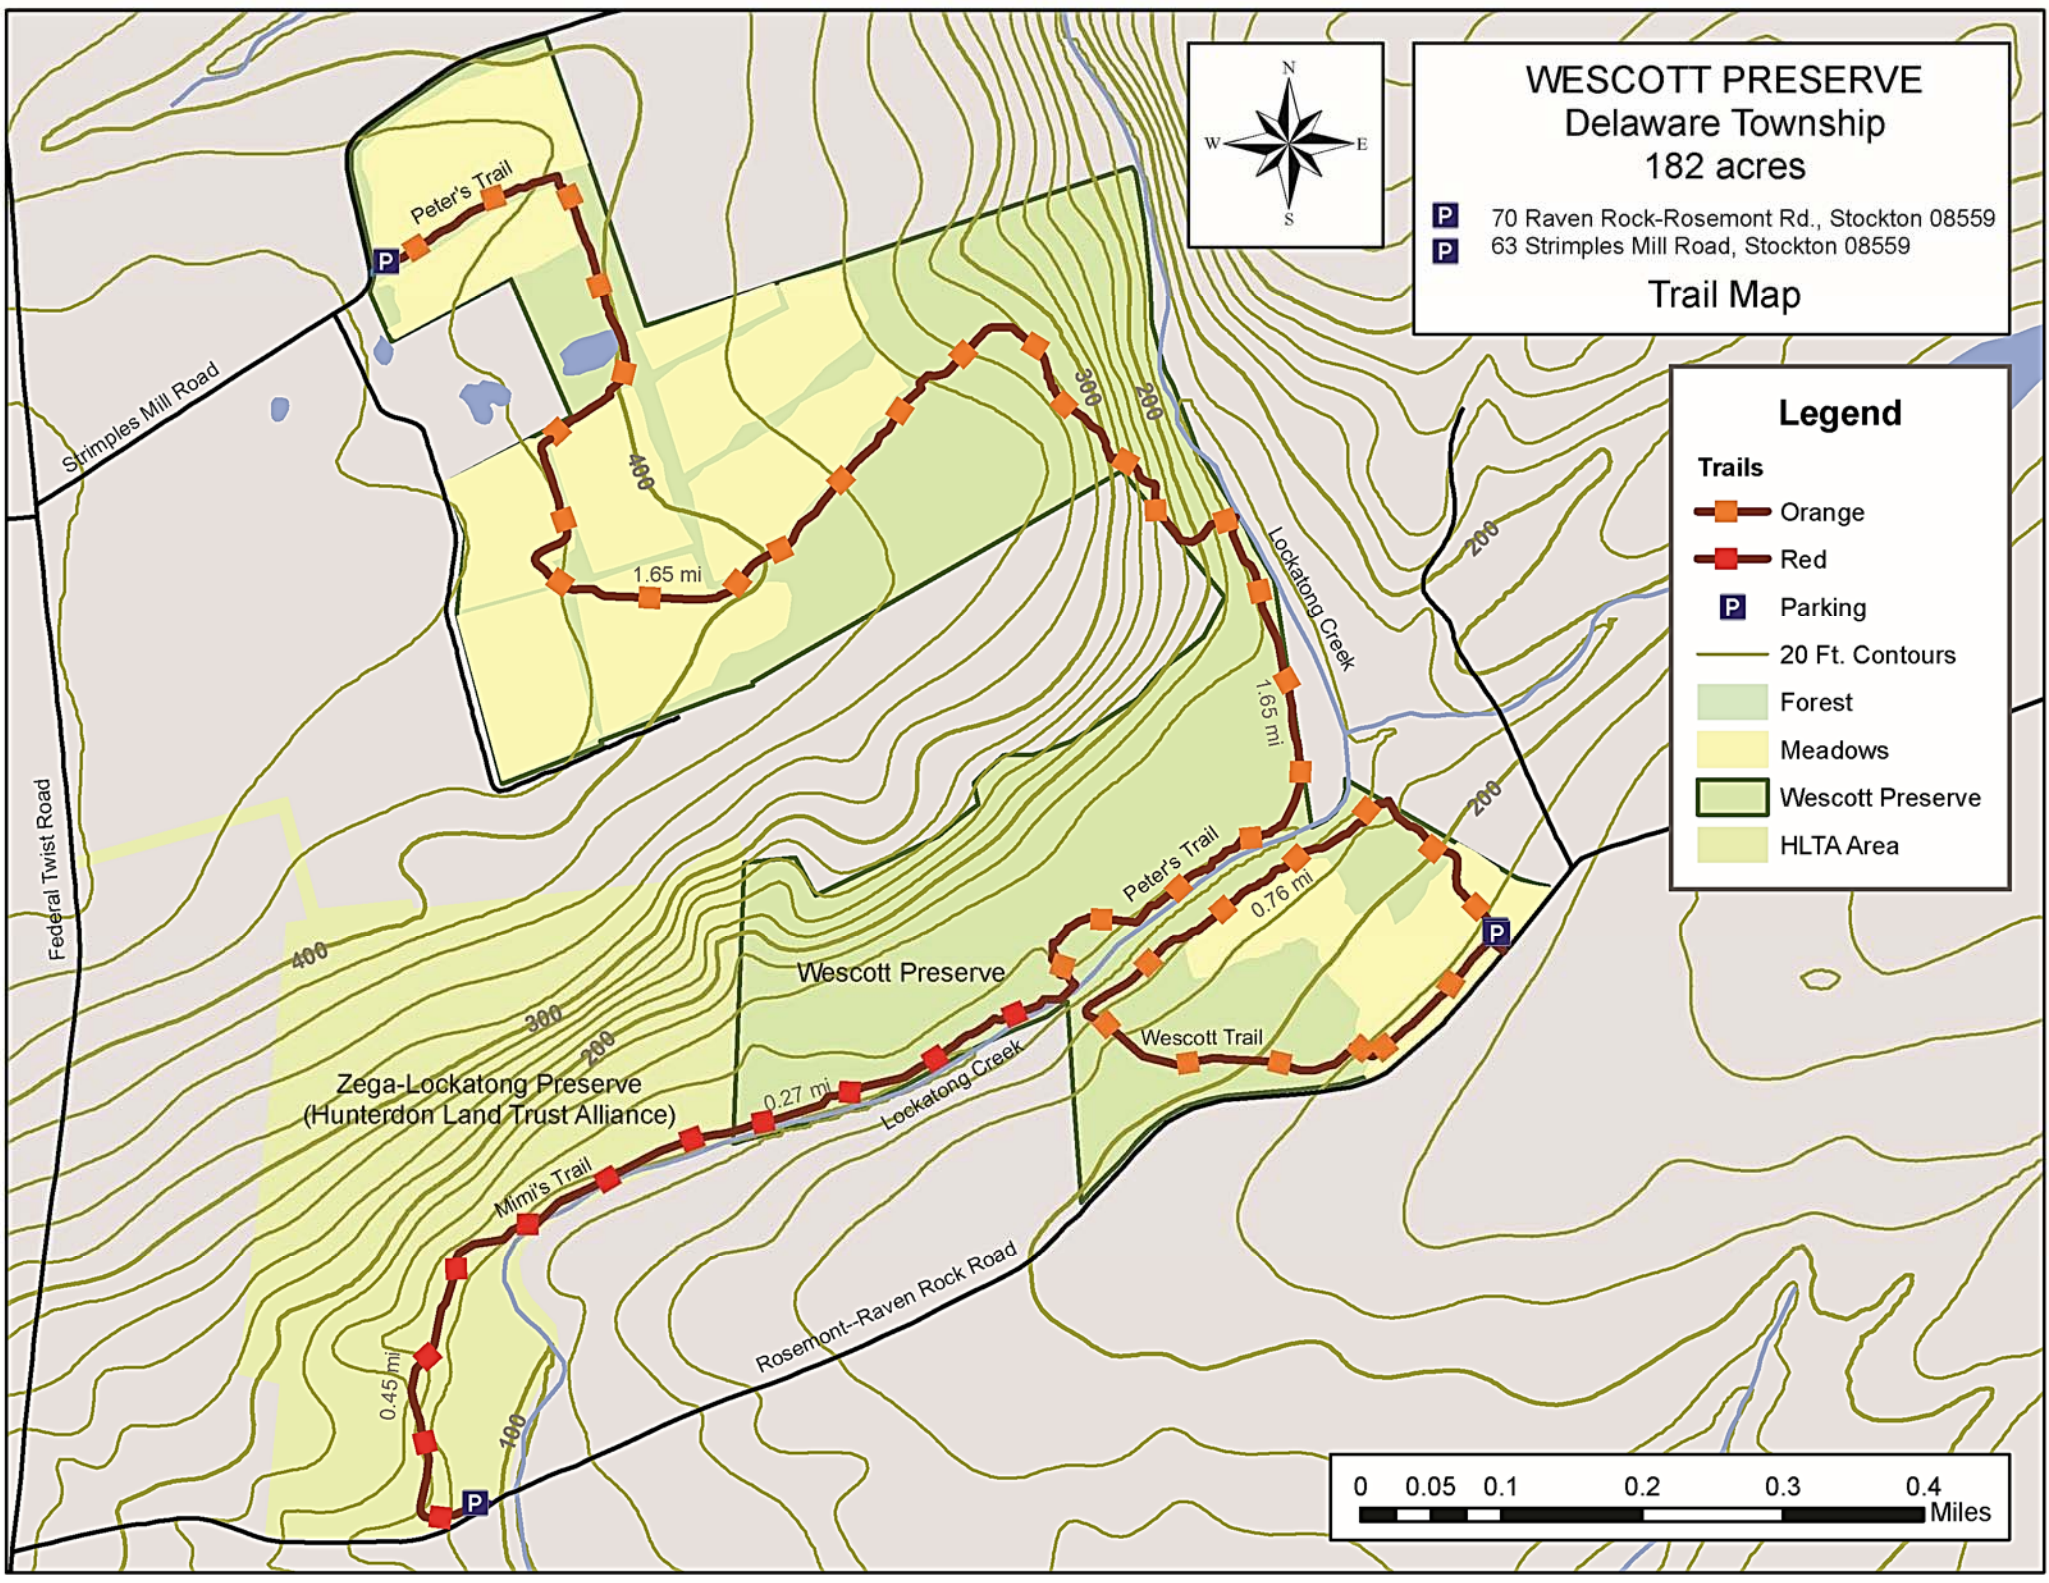 WESCOTT PRESERVE
Delaware Township
182 acres
P 70 Raven Rock-Rosemont Rd., Stockton 08559
P 63 Strimples Mill Road, Stockton 08559
Trail Map
N
W E
S
Legend
Trails
Orange
Red
P Parking
20 Ft. Contours
Forest
Meadows
Wescott Preserve
HLTA Area
Peter's Trail
P
Strimples Mill Road
400
300
200
1.65 mi
200
Lockatong Creek
1.65 mi
200
Federal Twist Road
Peter's Trail
0.76 mi
P
400
Wescott Preserve
300
200
Wescott Trail
Zega-Lockatong Preserve
(Hunterdon Land Trust Alliance)
0.27 mi
Lockatong Creek
Mimi's Trail
Rosemont--Raven Rock Road
0.45 mi
100
P
0 0.05 0.1 0.2 0.3 0.4
Miles